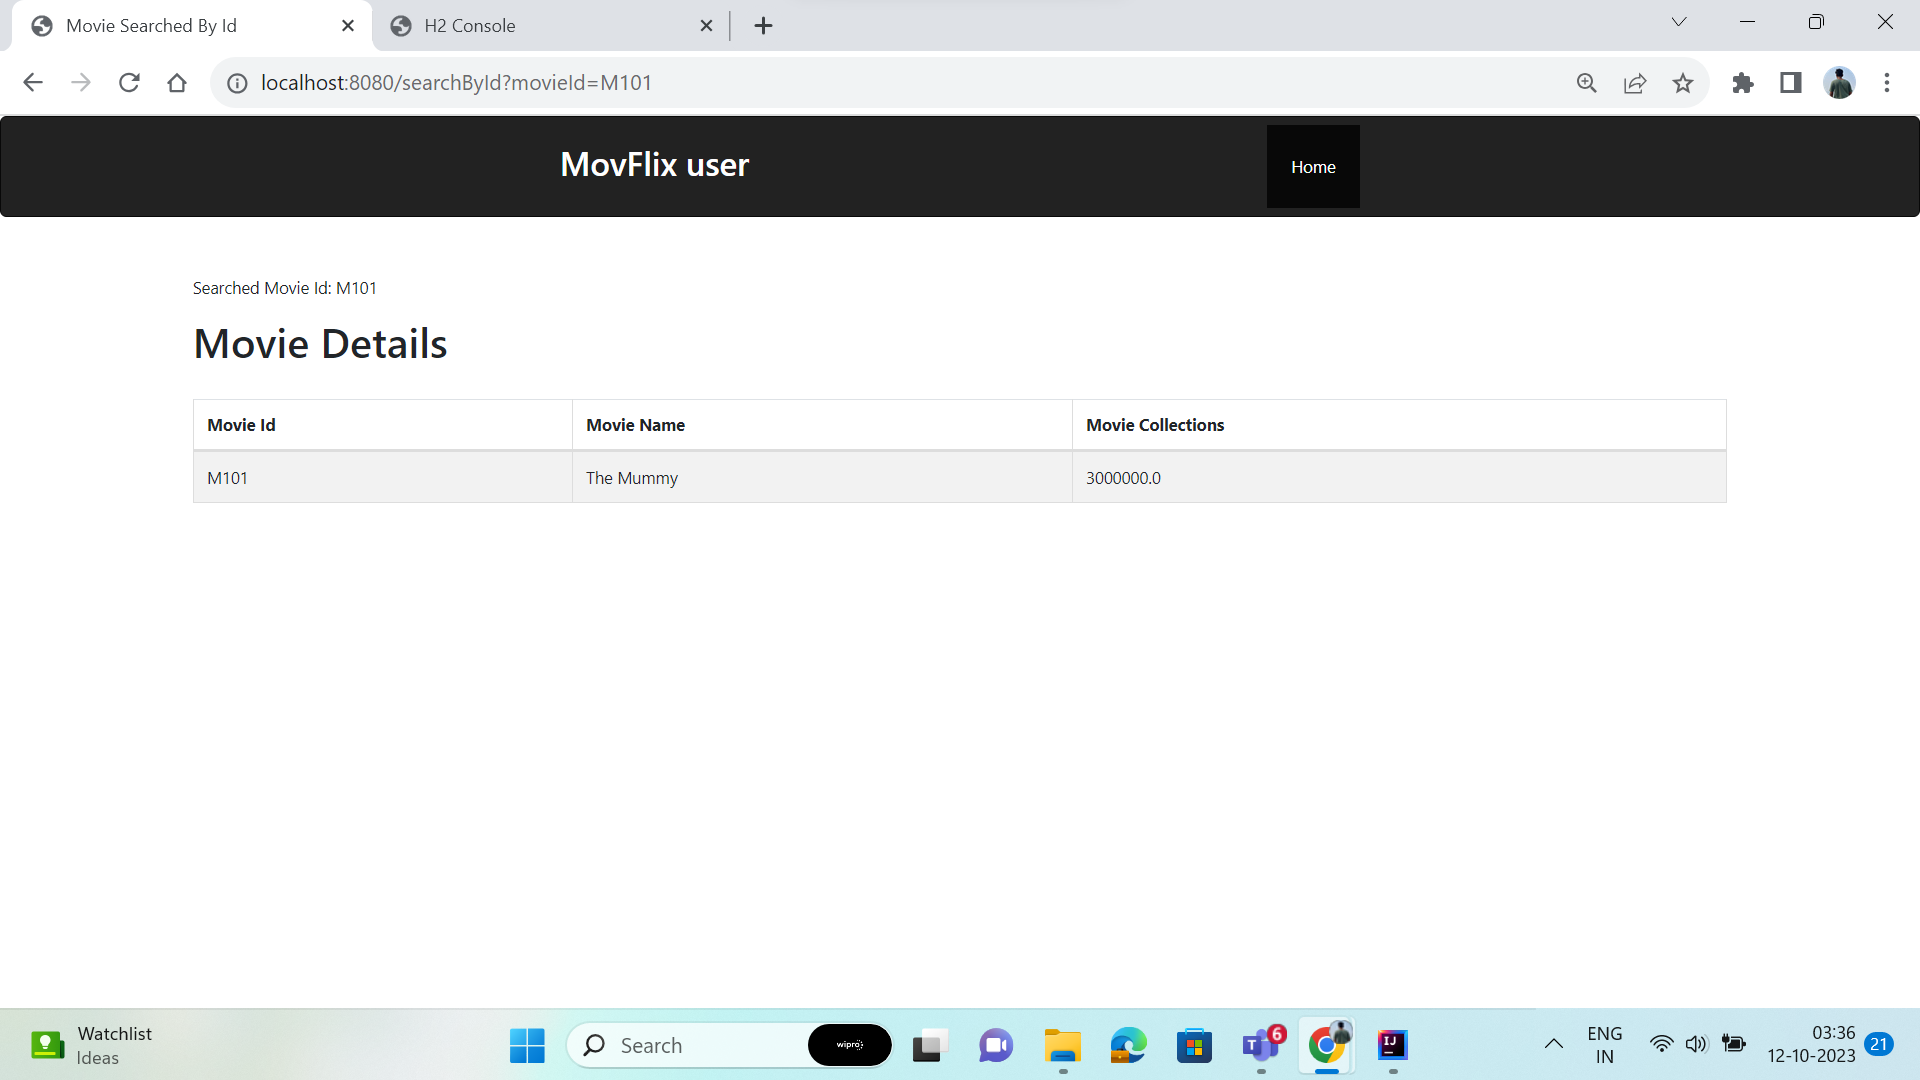 Movie Searched By Id
H2 Console
localhost:8080/searchById?movieId=M101
MovFlix user
Home
Searched Movie Id: M101
Movie Details
Movie Id Movie Name Movie Collections
M101 The Mummy 3000000.0
Watchlist
Ideas
Search
wipro
T
6
IJ
ENG
IN
03:36
12-10-2023
21